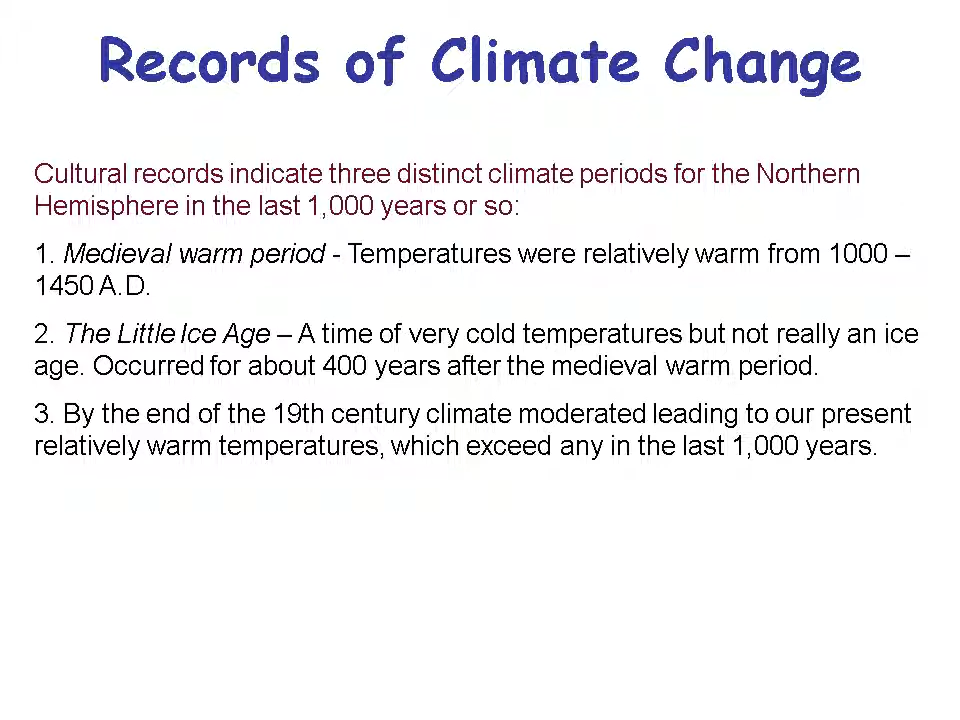 Records of Climate Change
Cultural records indicate three distinct climate periods for the Northern
Hemisphere in the last 1,000 years or so:
1. Medieval warm period - Temperatures were relatively warm from 1000 –
1450 A.D.
2. The Little Ice Age – A time of very cold temperatures but not really an ice
age. Occurred for about 400 years after the medieval warm period.
3. By the end of the 19th century climate moderated leading to our present
relatively warm temperatures, which exceed any in the last 1,000 years.